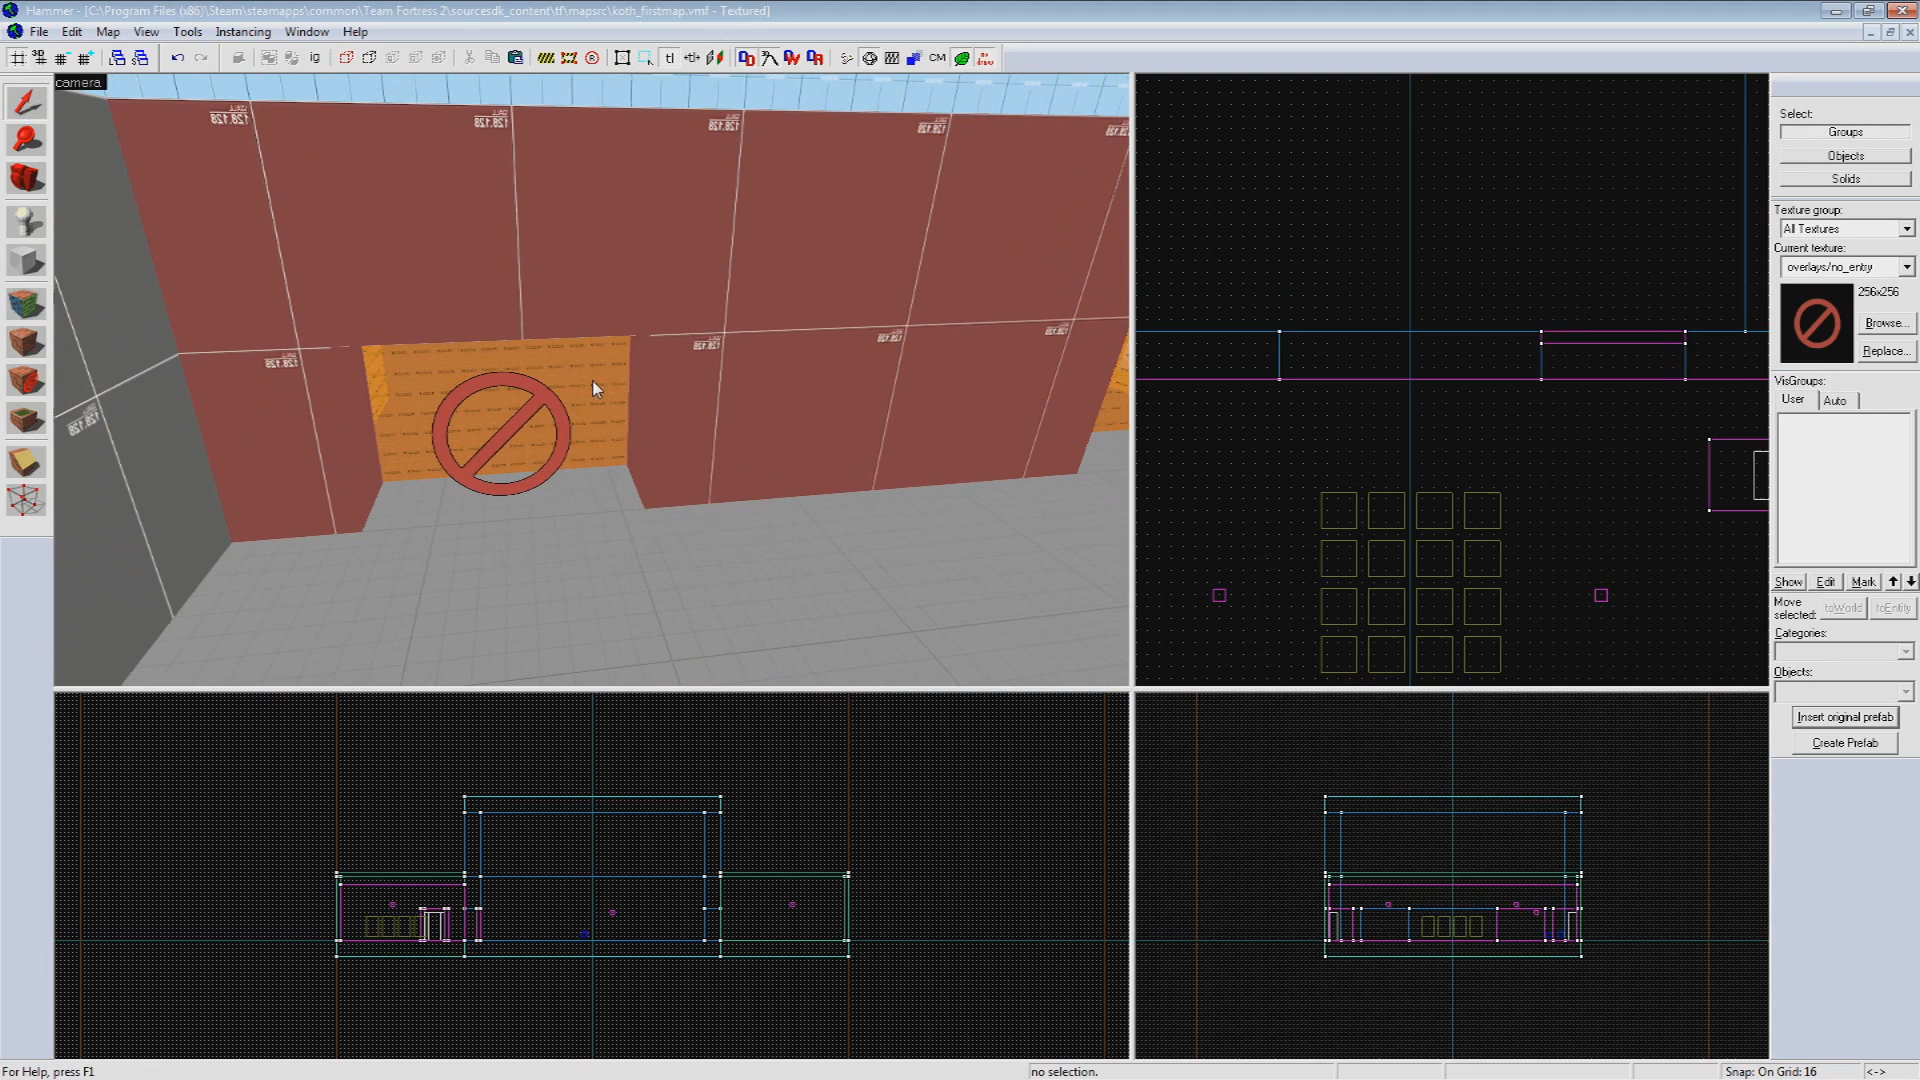 Hammer - [C:\Program Files (x86)\Steam\steamapps\common\Team Fortress 2\sourcesdk_content\tf\mapsrc\koth_firstmap.vmf - Textured]
File Edit Map View Tools Instancing Window Help
ig
tl
CM
camera
Select:
Groups
Objects
Solids
Texture group:
All Textures
Current texture:
overlays/no_entry
256x256
Browse...
Replace...
VisGroups:
User Auto
Show Edit Mark
Move selected: toWorld toEntity
Categories:
Objects:
Insert original prefab
Create Prefab
For Help, press F1
no selection.
Snap: On Grid: 16
<->